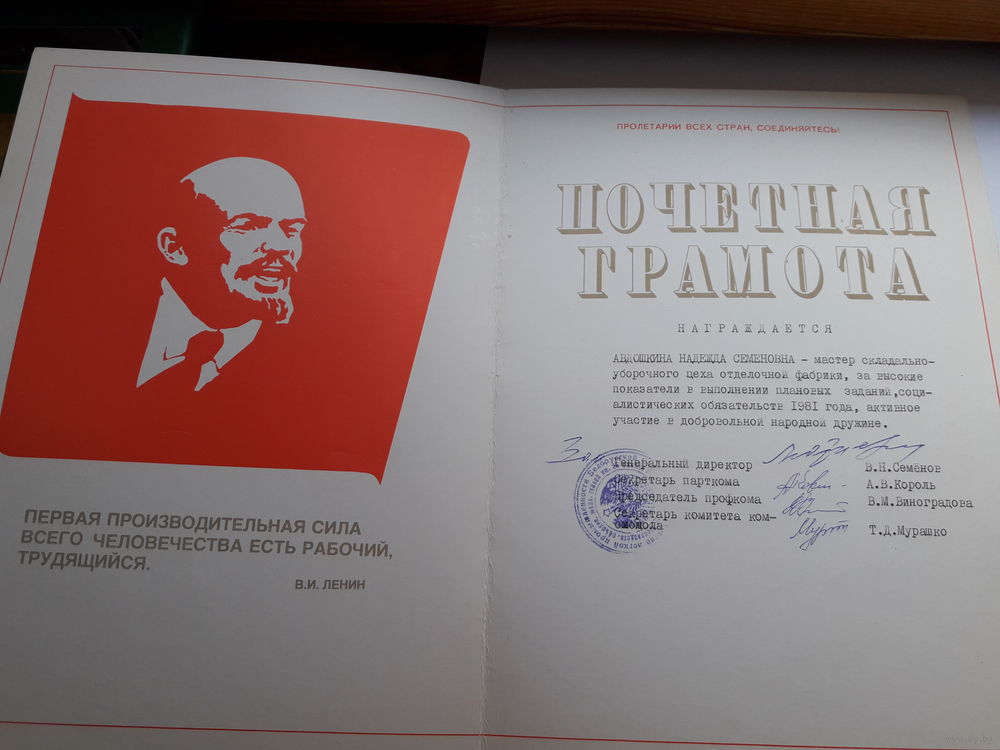 ПЕРВАЯ ПРОИЗВОДИТЕЛЬНАЯ СИЛА
ВСЕГО ЧЕЛОВЕЧЕСТВА ЕСТЬ РАБОЧИЙ,
ТРУДЯЩИЙСЯ.
В.И. ЛЕНИН
ПРОЛЕТАРИИ ВСЕХ СТРАН, СОЕДИНЯЙТЕСЬ!
ПОЧЕТНАЯ
ГРАМОТА
НАГРАЖДАЕТСЯ
АВДОШКИНА НАДЕЖДА СЕМЕНОВНА - мастер складально-
уборочного цеха отделочной фабрики, за высокие
показатели в выполнении плановых заданий,соци-
алистических обязательств 1981 года, активное
участие в добровольной народной дружине.
Зам Генеральный директор В.Н.Семёнов
Секретарь парткома А.В.Король
Председатель профкома В.М.Виноградова
Секретарь комитета ком-
сомола Т.Д.Мурашко